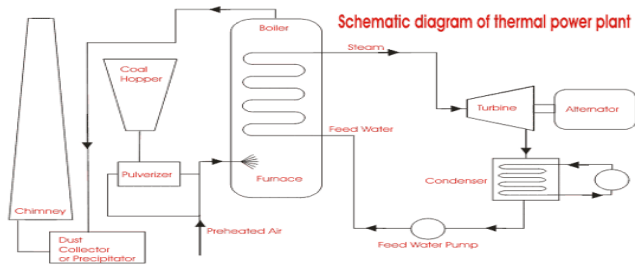 Schematic diagram of thermal power plant
Boiler
Steam
Coal
Hopper
Turbine
Alternator
Feed Water
Pulverizer
Furnace
Condenser
Chimney
Preheated Air
Dust
Collector
or Precipitator
Feed Water Pump